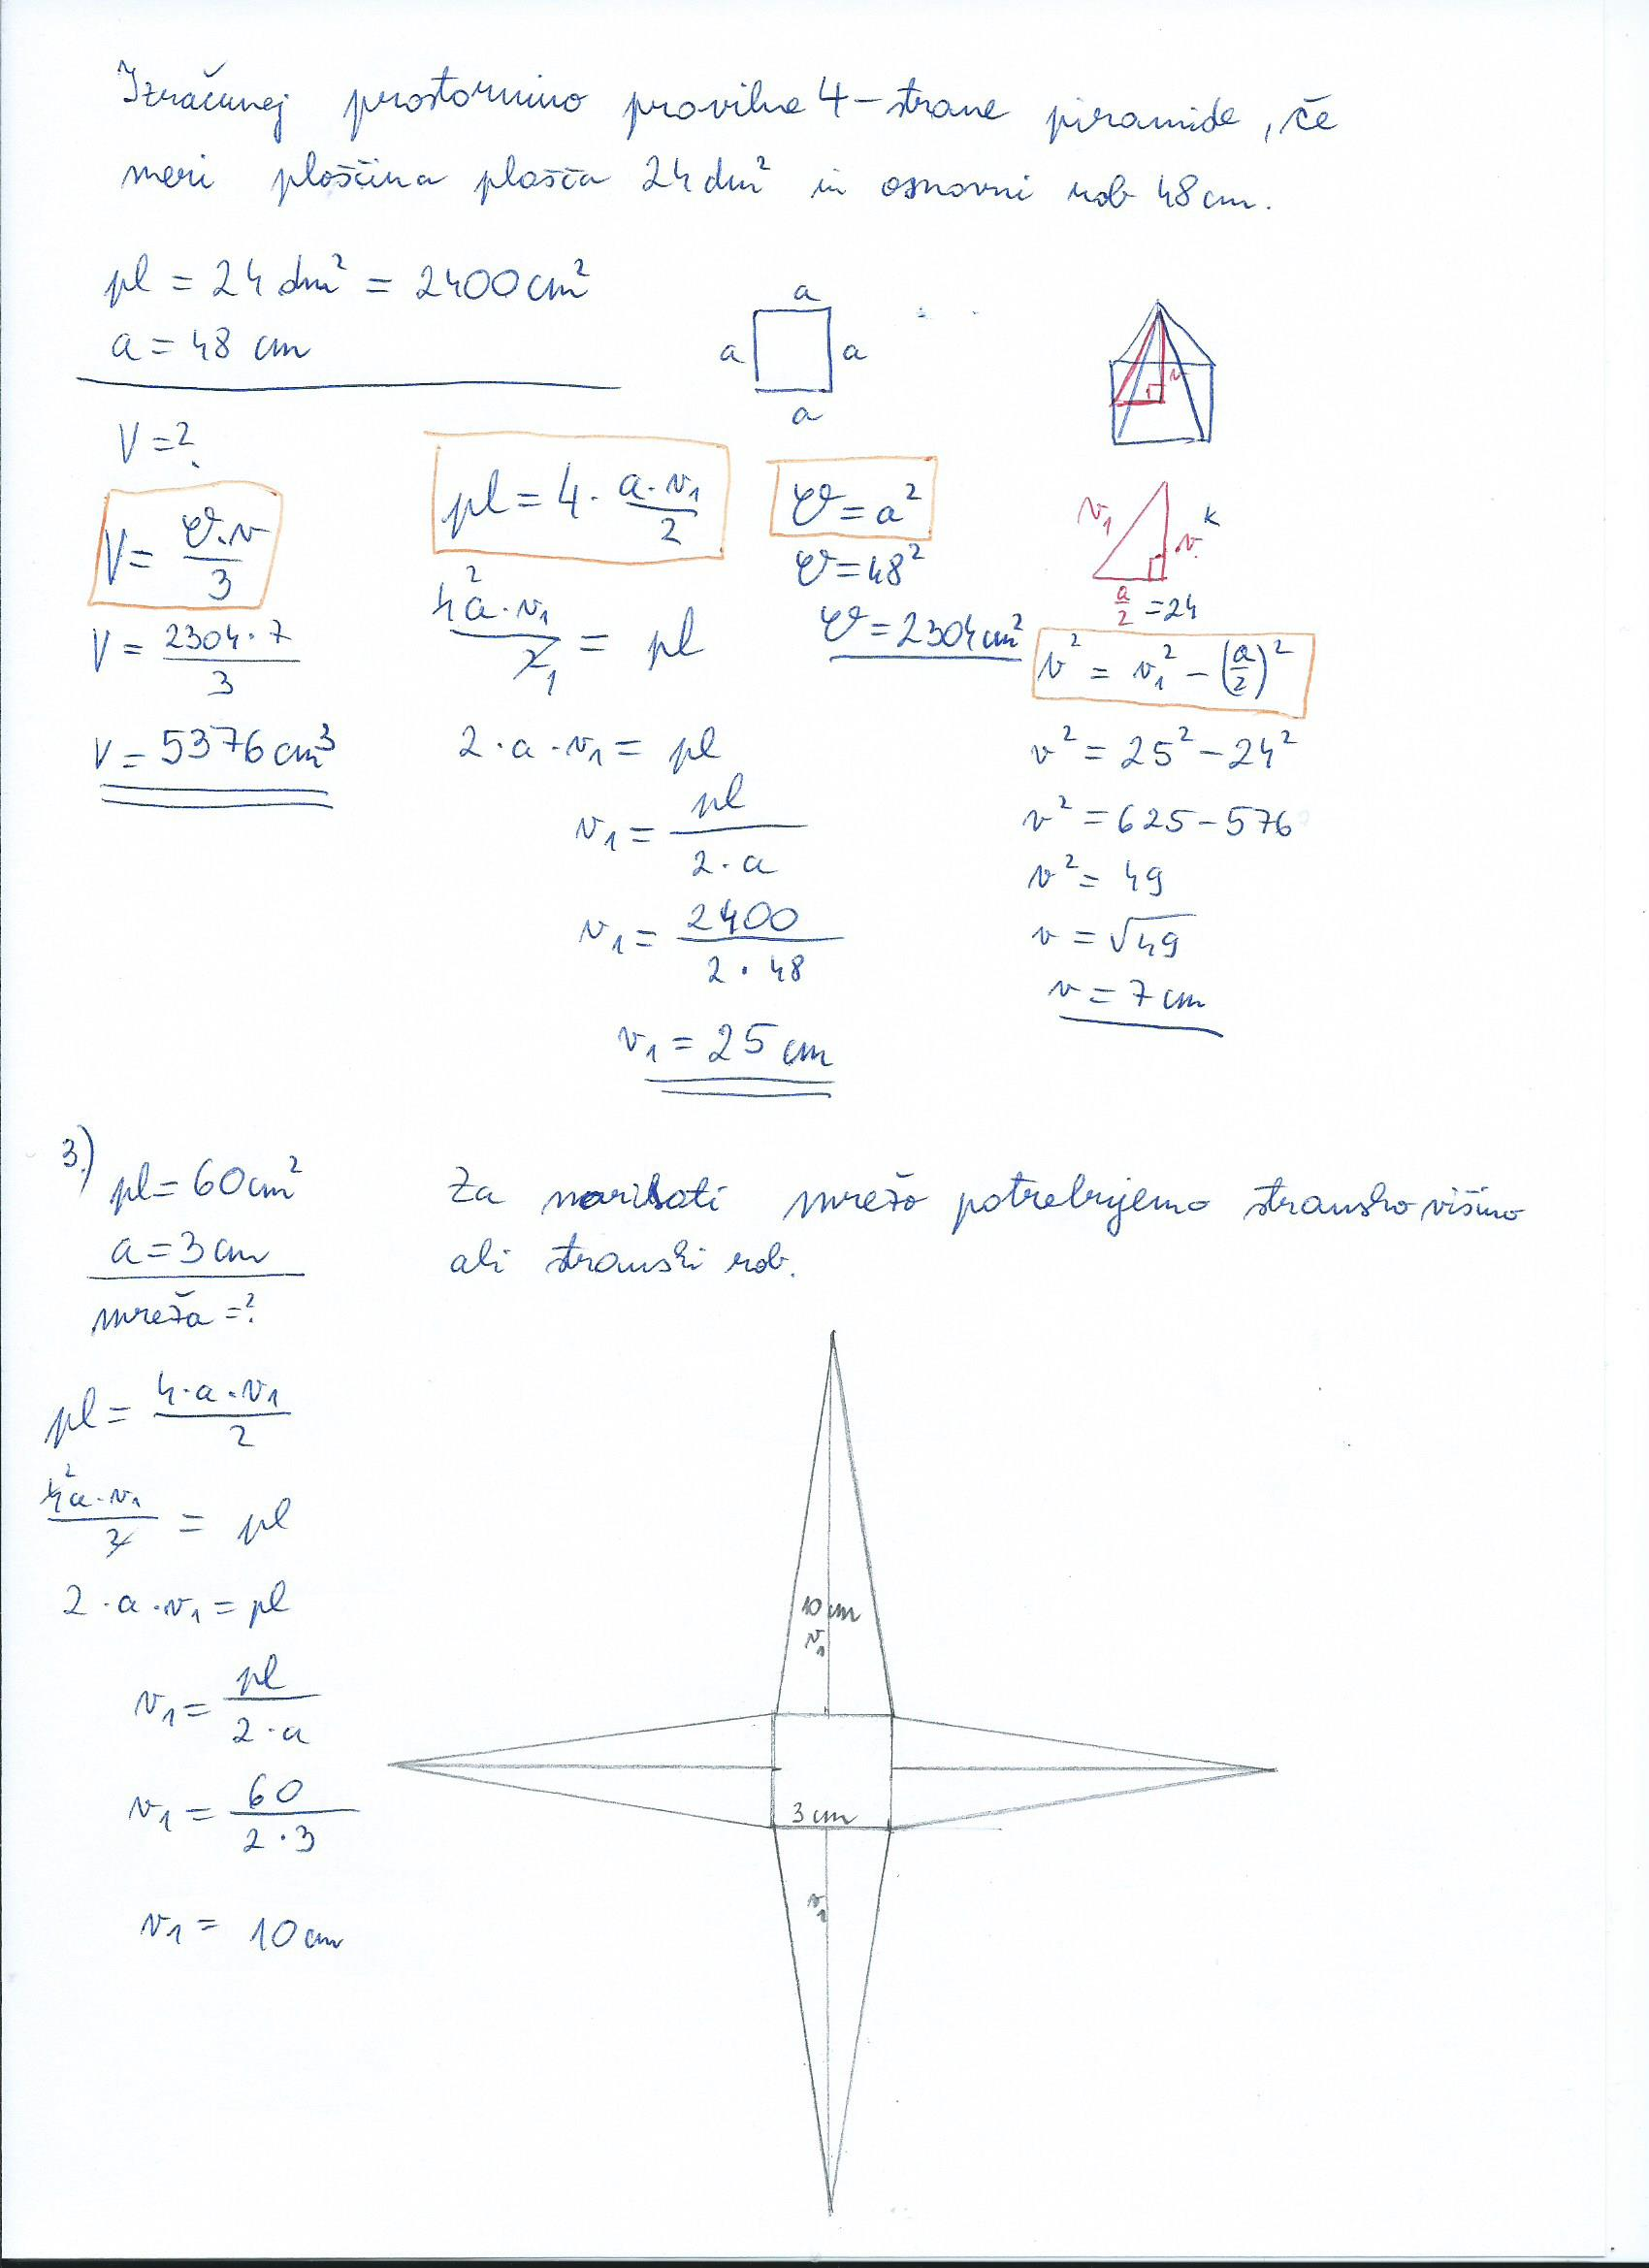 Izračunaj prostornino pravilne 4-strane piramide, če
meri ploščina plašča 24 dm² in osnovni rob 48 cm.
pl = 24 dm² = 2400 cm²
a = 48 cm
a
a a
a
v
V = ?
V = O·v/3
V = 2304·7/3
V = 5376 cm³
pl = 4 · a·v₁/2
4² a·v₁/2₁ = pl
2·a·v₁ = pl
v₁ = pl/2·a
v₁ = 2400/2·48
v₁ = 25 cm
O = a²
O = 48²
O = 2304 cm²
v₁ v k
a/2 = 24
v² = v₁² - (a/2)²
v² = 25² - 24²
v² = 625 - 576
v² = 49
v = √49
v = 7 cm
3.)
pl = 60 cm²
a = 3 cm
mreža = ?
pl = 4·a·v₁/2
4² a·v₁/2 = pl
2·a·v₁ = pl
v₁ = pl/2·a
v₁ = 60/2·3
v₁ = 10 cm
Za narisati mrežo potrebujemo stransko višino
ali stranski rob.
10 cm
v₁
3 cm
v₁